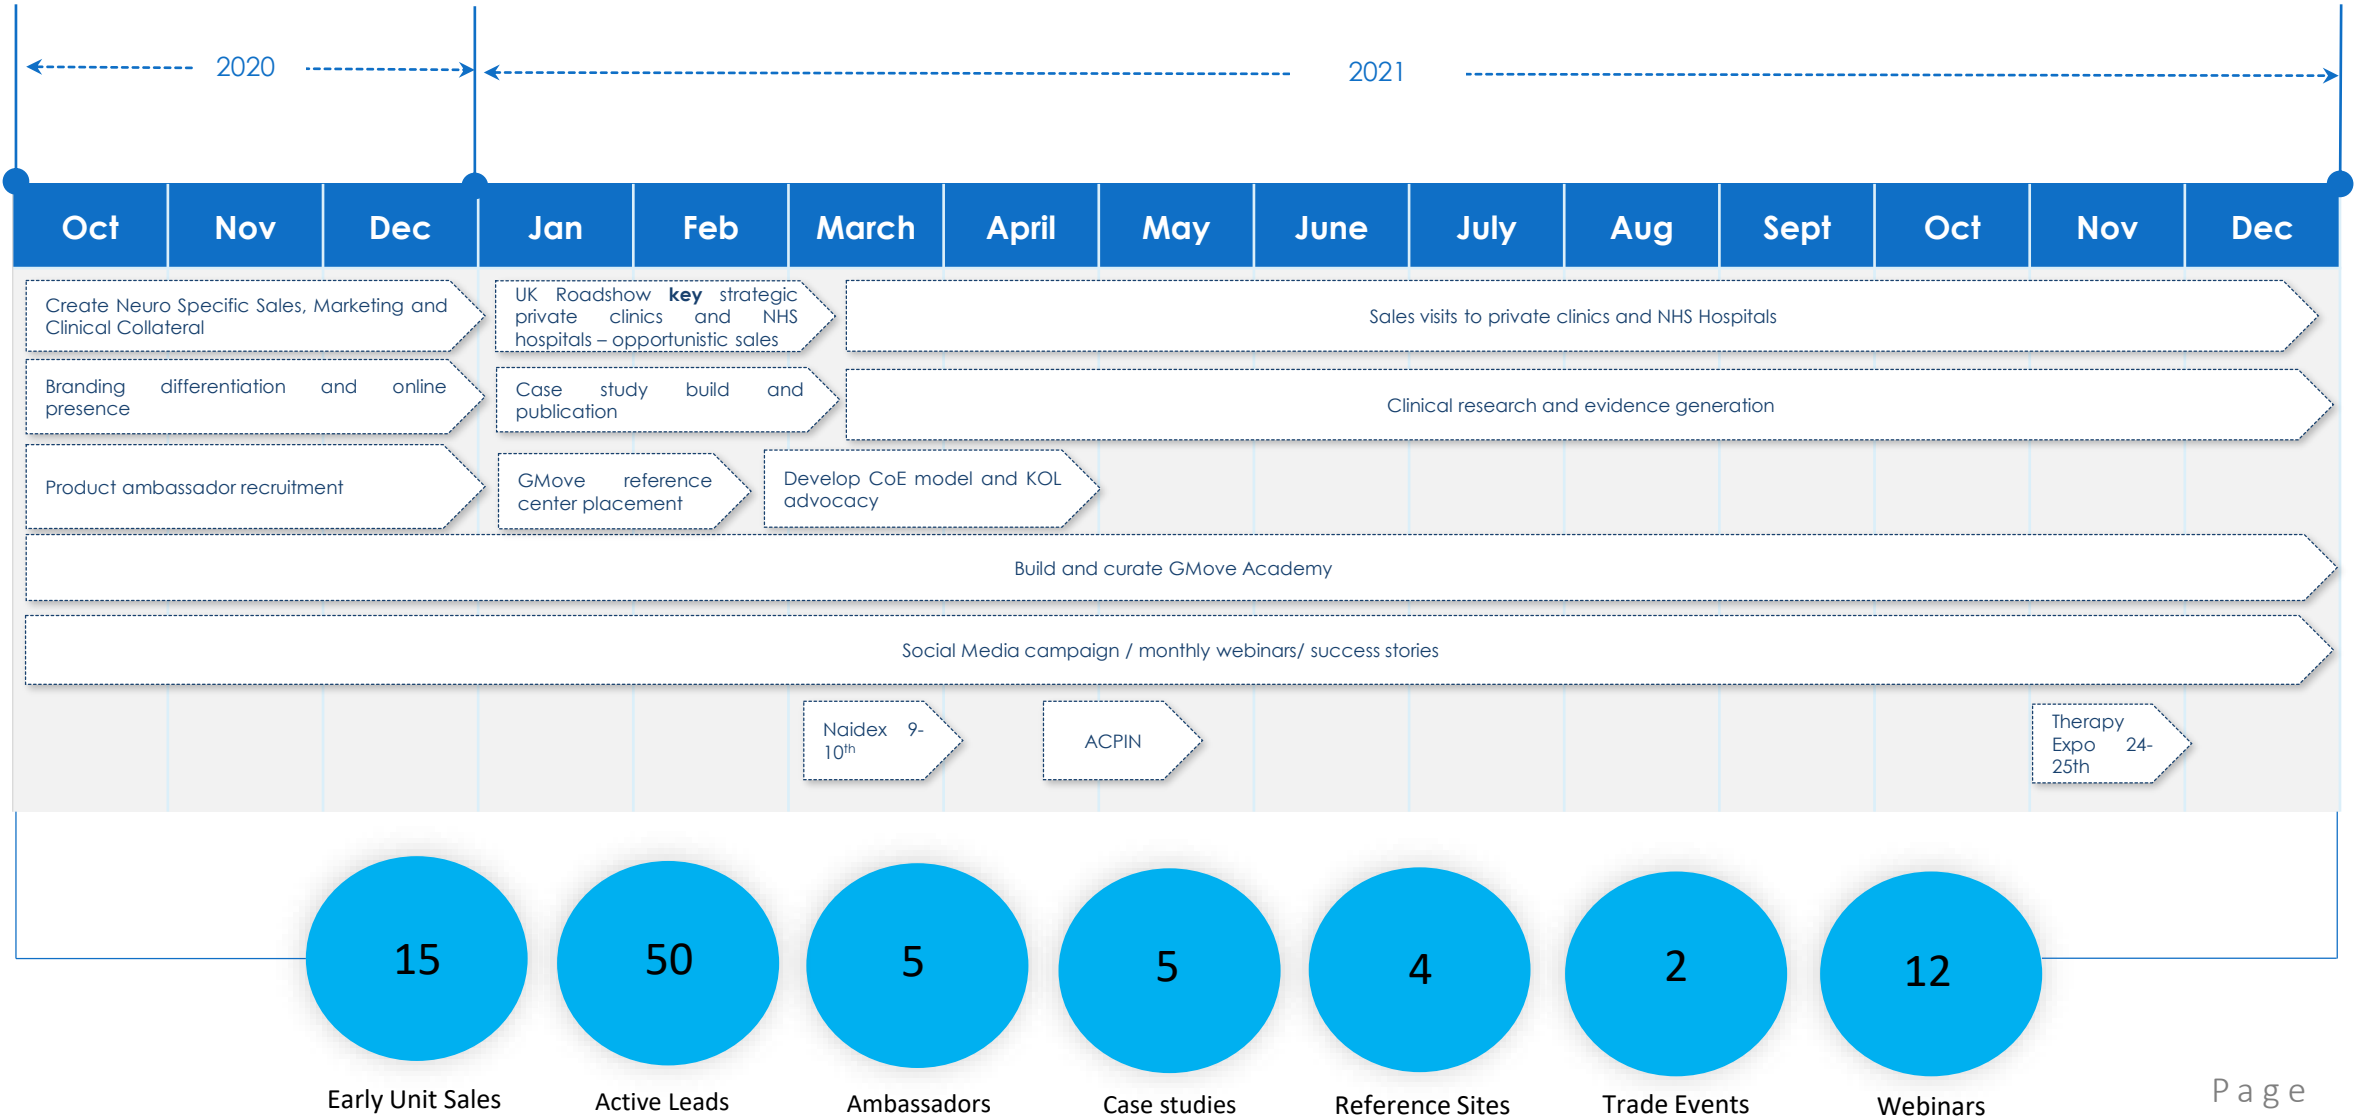 2020
2021
Oct Nov Dec Jan Feb March April May June July Aug Sept Oct Nov Dec
Create Neuro Specific Sales, Marketing and
Clinical Collateral
UK Roadshow key strategic
private clinics and NHS
hospitals – opportunistic sales
Sales visits to private clinics and NHS Hospitals
Branding differentiation and online
presence
Case study build and
publication
Clinical research and evidence generation
Product ambassador recruitment
GMove reference
center placement
Develop CoE model and KOL
advocacy
Build and curate GMove Academy
Social Media campaign / monthly webinars/ success stories
Naidex 9-
10th
ACPIN
Therapy
Expo 24-
25th
15
50
5
5
4
2
12
Early Unit Sales
Active Leads
Ambassadors
Case studies
Reference Sites
Trade Events
Webinars
Page